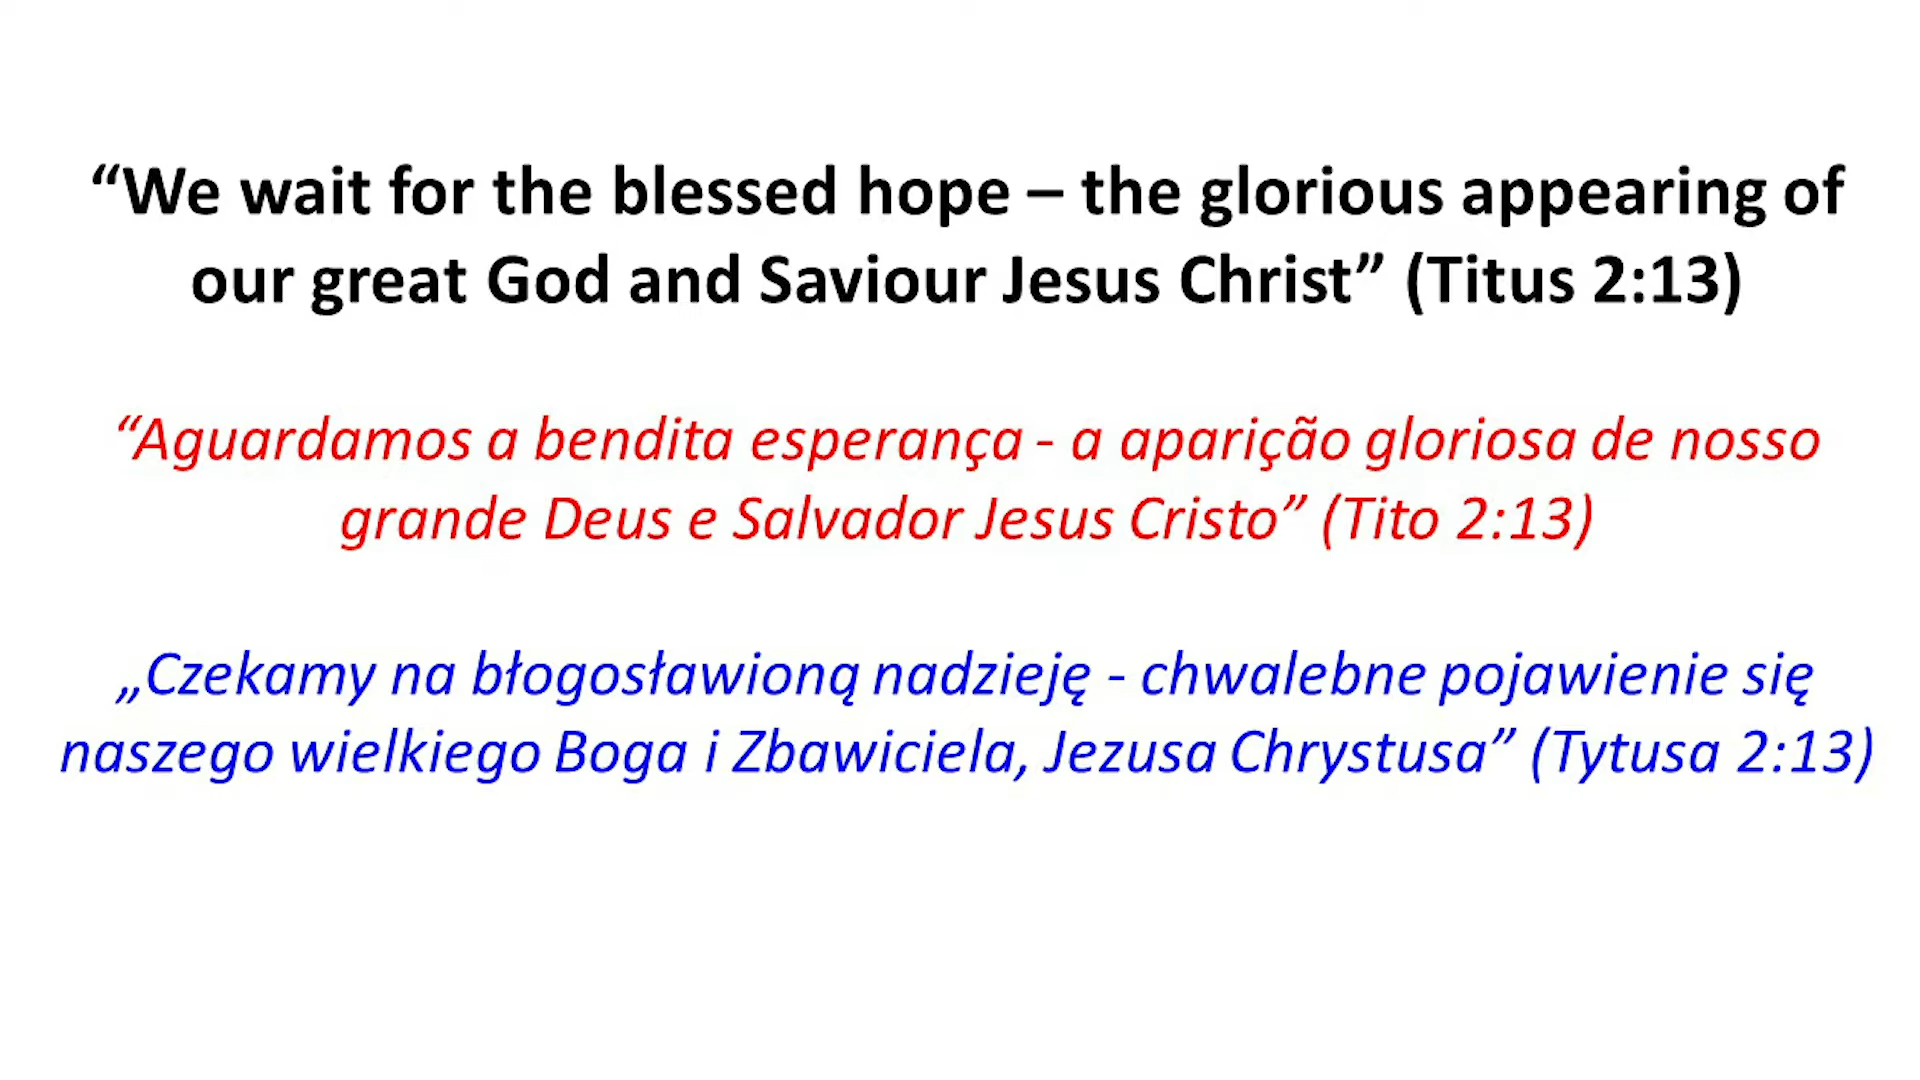 “We wait for the blessed hope – the glorious appearing of
our great God and Saviour Jesus Christ” (Titus 2:13)
“Aguardamos a bendita esperança - a aparição gloriosa de nosso
grande Deus e Salvador Jesus Cristo” (Tito 2:13)
„Czekamy na błogosławioną nadzieję - chwalebne pojawienie się
naszego wielkiego Boga i Zbawiciela, Jezusa Chrystusa” (Tytusa 2:13)